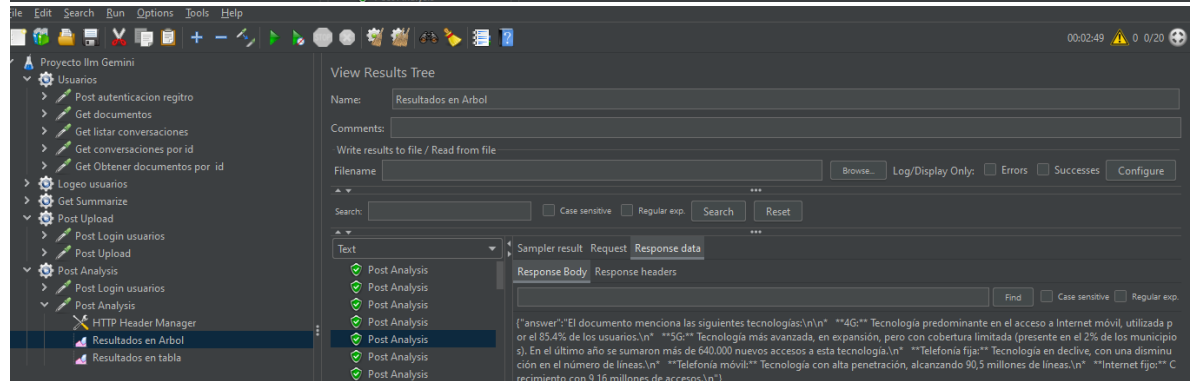 ile Edit Search Run Options Tools Help
00:02:49 0 0/20
Proyecto llm Gemini
Usuarios
Post autenticacion regitro
Get documentos
Get listar conversaciones
Get conversaciones por id
Get Obtener documentos por id
Logeo usuarios
Get Summarize
Post Upload
Post Login usuarios
Post Upload
Post Analysis
Post Login usuarios
Post Analysis
HTTP Header Manager
Resultados en Arbol
Resultados en tabla
View Results Tree
Name: Resultados en Arbol
Comments:
Write results to file / Read from file
Filename Browse... Log/Display Only: Errors Successes Configure
Search: Case sensitive Regular exp. Search Reset
Text
Post Analysis
Post Analysis
Post Analysis
Post Analysis
Post Analysis
Post Analysis
Post Analysis
Sampler result Request Response data
Response Body Response headers
Find Case sensitive Regular exp.
{"answer":"El documento menciona las siguientes tecnologías:\n\n* **4G:** Tecnología predominante en el acceso a Internet móvil, utilizada p
or el 85.4% de los usuarios.\n* **5G:** Tecnología más avanzada, en expansión, pero con cobertura limitada (presente en el 2% de los municipio
s). En el último año se sumaron más de 640.000 nuevos accesos a esta tecnología.\n* **Telefonía fija:** Tecnología en declive, con una disminu
ción en el número de líneas.\n* **Telefonía móvil:** Tecnología con alta penetración, alcanzando 90,5 millones de líneas.\n* **Internet fijo:** C
recimiento con 9,16 millones de accesos.\n"}